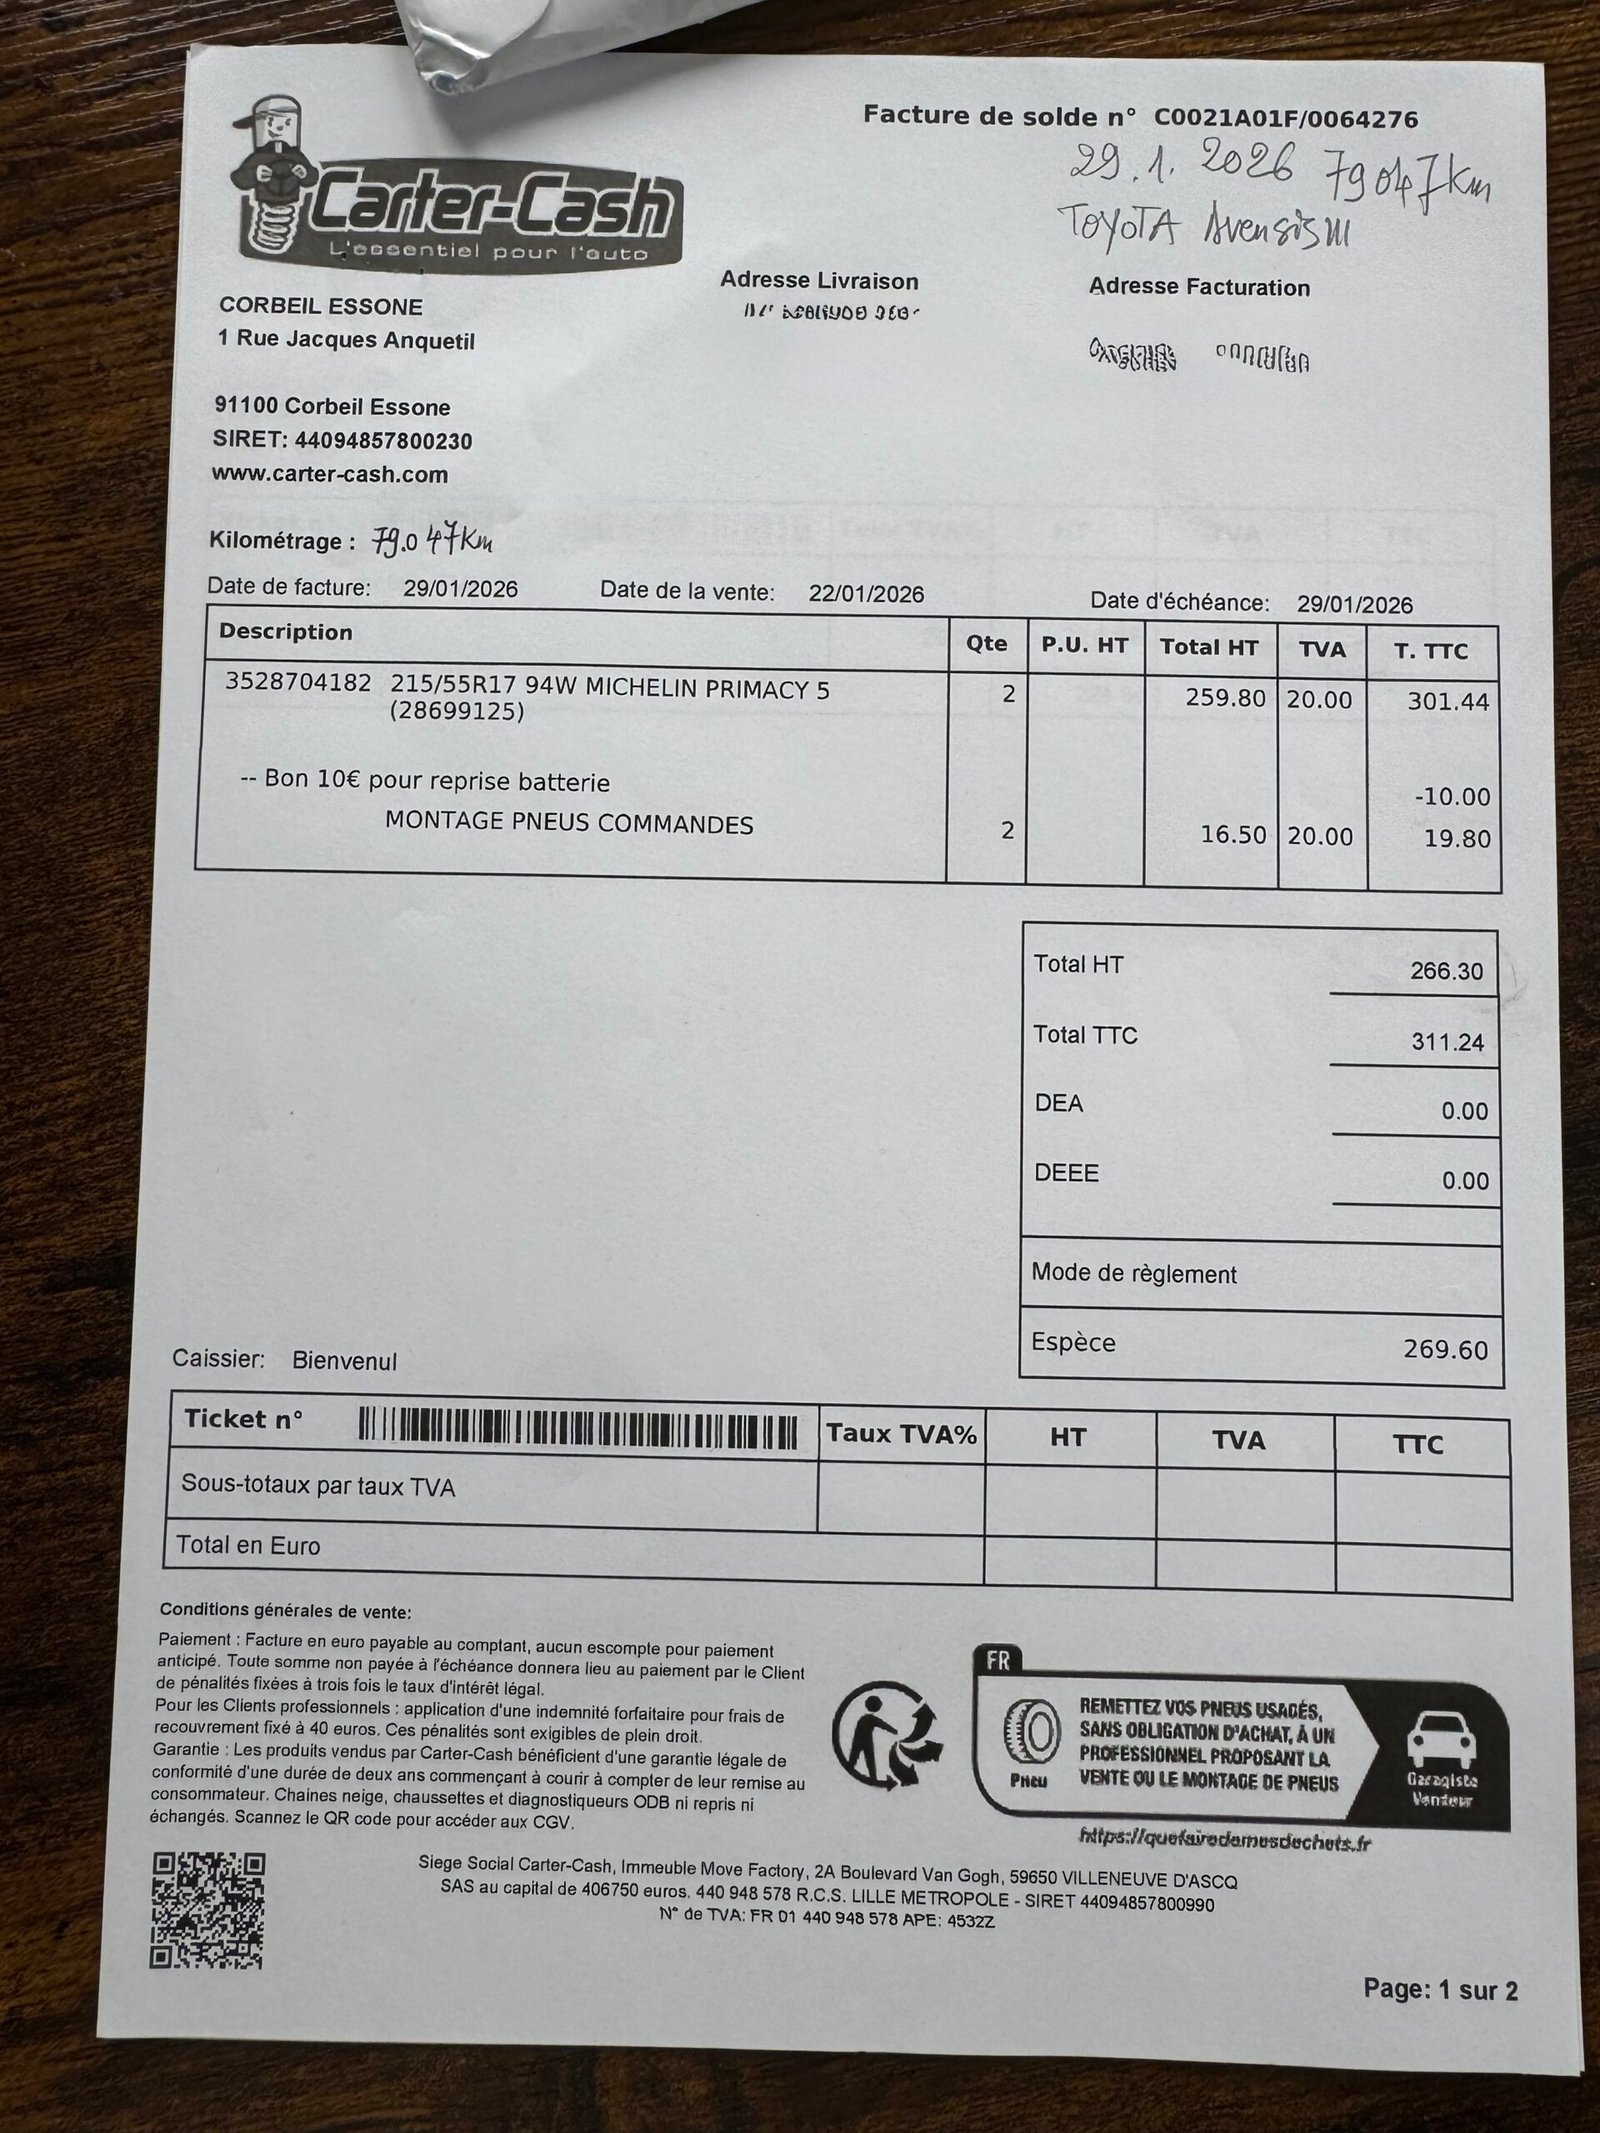 Facture de solde n° C0021A01F/0064276
29.1.2026 79047km
TOYOTA Avensis III
Carter-Cash
L'essentiel pour l'auto
Adresse Livraison
Adresse Facturation
CORBEIL ESSONE
1 Rue Jacques Anquetil
91100 Corbeil Essone
SIRET: 44094857800230
www.carter-cash.com
Kilométrage : 79.047km
Date de facture: 29/01/2026 Date de la vente: 22/01/2026 Date d'échéance: 29/01/2026
Description Qte P.U. HT Total HT TVA T. TTC
3528704182 215/55R17 94W MICHELIN PRIMACY 5 2 259.80 20.00 301.44
(28699125)
-- Bon 10€ pour reprise batterie -10.00
MONTAGE PNEUS COMMANDES 2 16.50 20.00 19.80
Total HT 266.30
Total TTC 311.24
DEA 0.00
DEEE 0.00
Mode de règlement
Espèce 269.60
Caissier: Bienvenul
Ticket n° Taux TVA% HT TVA TTC
Sous-totaux par taux TVA
Total en Euro
Conditions générales de vente:
Paiement : Facture en euro payable au comptant, aucun escompte pour paiement
anticipé. Toute somme non payée à l'échéance donnera lieu au paiement par le Client
de pénalités fixées à trois fois le taux d'intérêt légal.
Pour les Clients professionnels : application d'une indemnité forfaitaire pour frais de
recouvrement fixé à 40 euros. Ces pénalités sont exigibles de plein droit.
Garantie : Les produits vendus par Carter-Cash bénéficient d'une garantie légale de
conformité d'une durée de deux ans commençant à courir à compter de leur remise au
consommateur. Chaines neige, chaussettes et diagnostiqueurs ODB ni repris ni
échangés. Scannez le QR code pour accéder aux CGV.
FR
REMETTEZ VOS PNEUS USAGÉS,
SANS OBLIGATION D'ACHAT, À UN
PROFESSIONNEL PROPOSANT LA
VENTE OU LE MONTAGE DE PNEUS
Pneu
Garagiste
Vendeur
https://quefairedemesdechets.fr
Siege Social Carter-Cash, Immeuble Move Factory, 2A Boulevard Van Gogh, 59650 VILLENEUVE D'ASCQ
SAS au capital de 406750 euros. 440 948 578 R.C.S. LILLE METROPOLE - SIRET 44094857800990
N° de TVA: FR 01 440 948 578 APE: 4532Z
Page: 1 sur 2